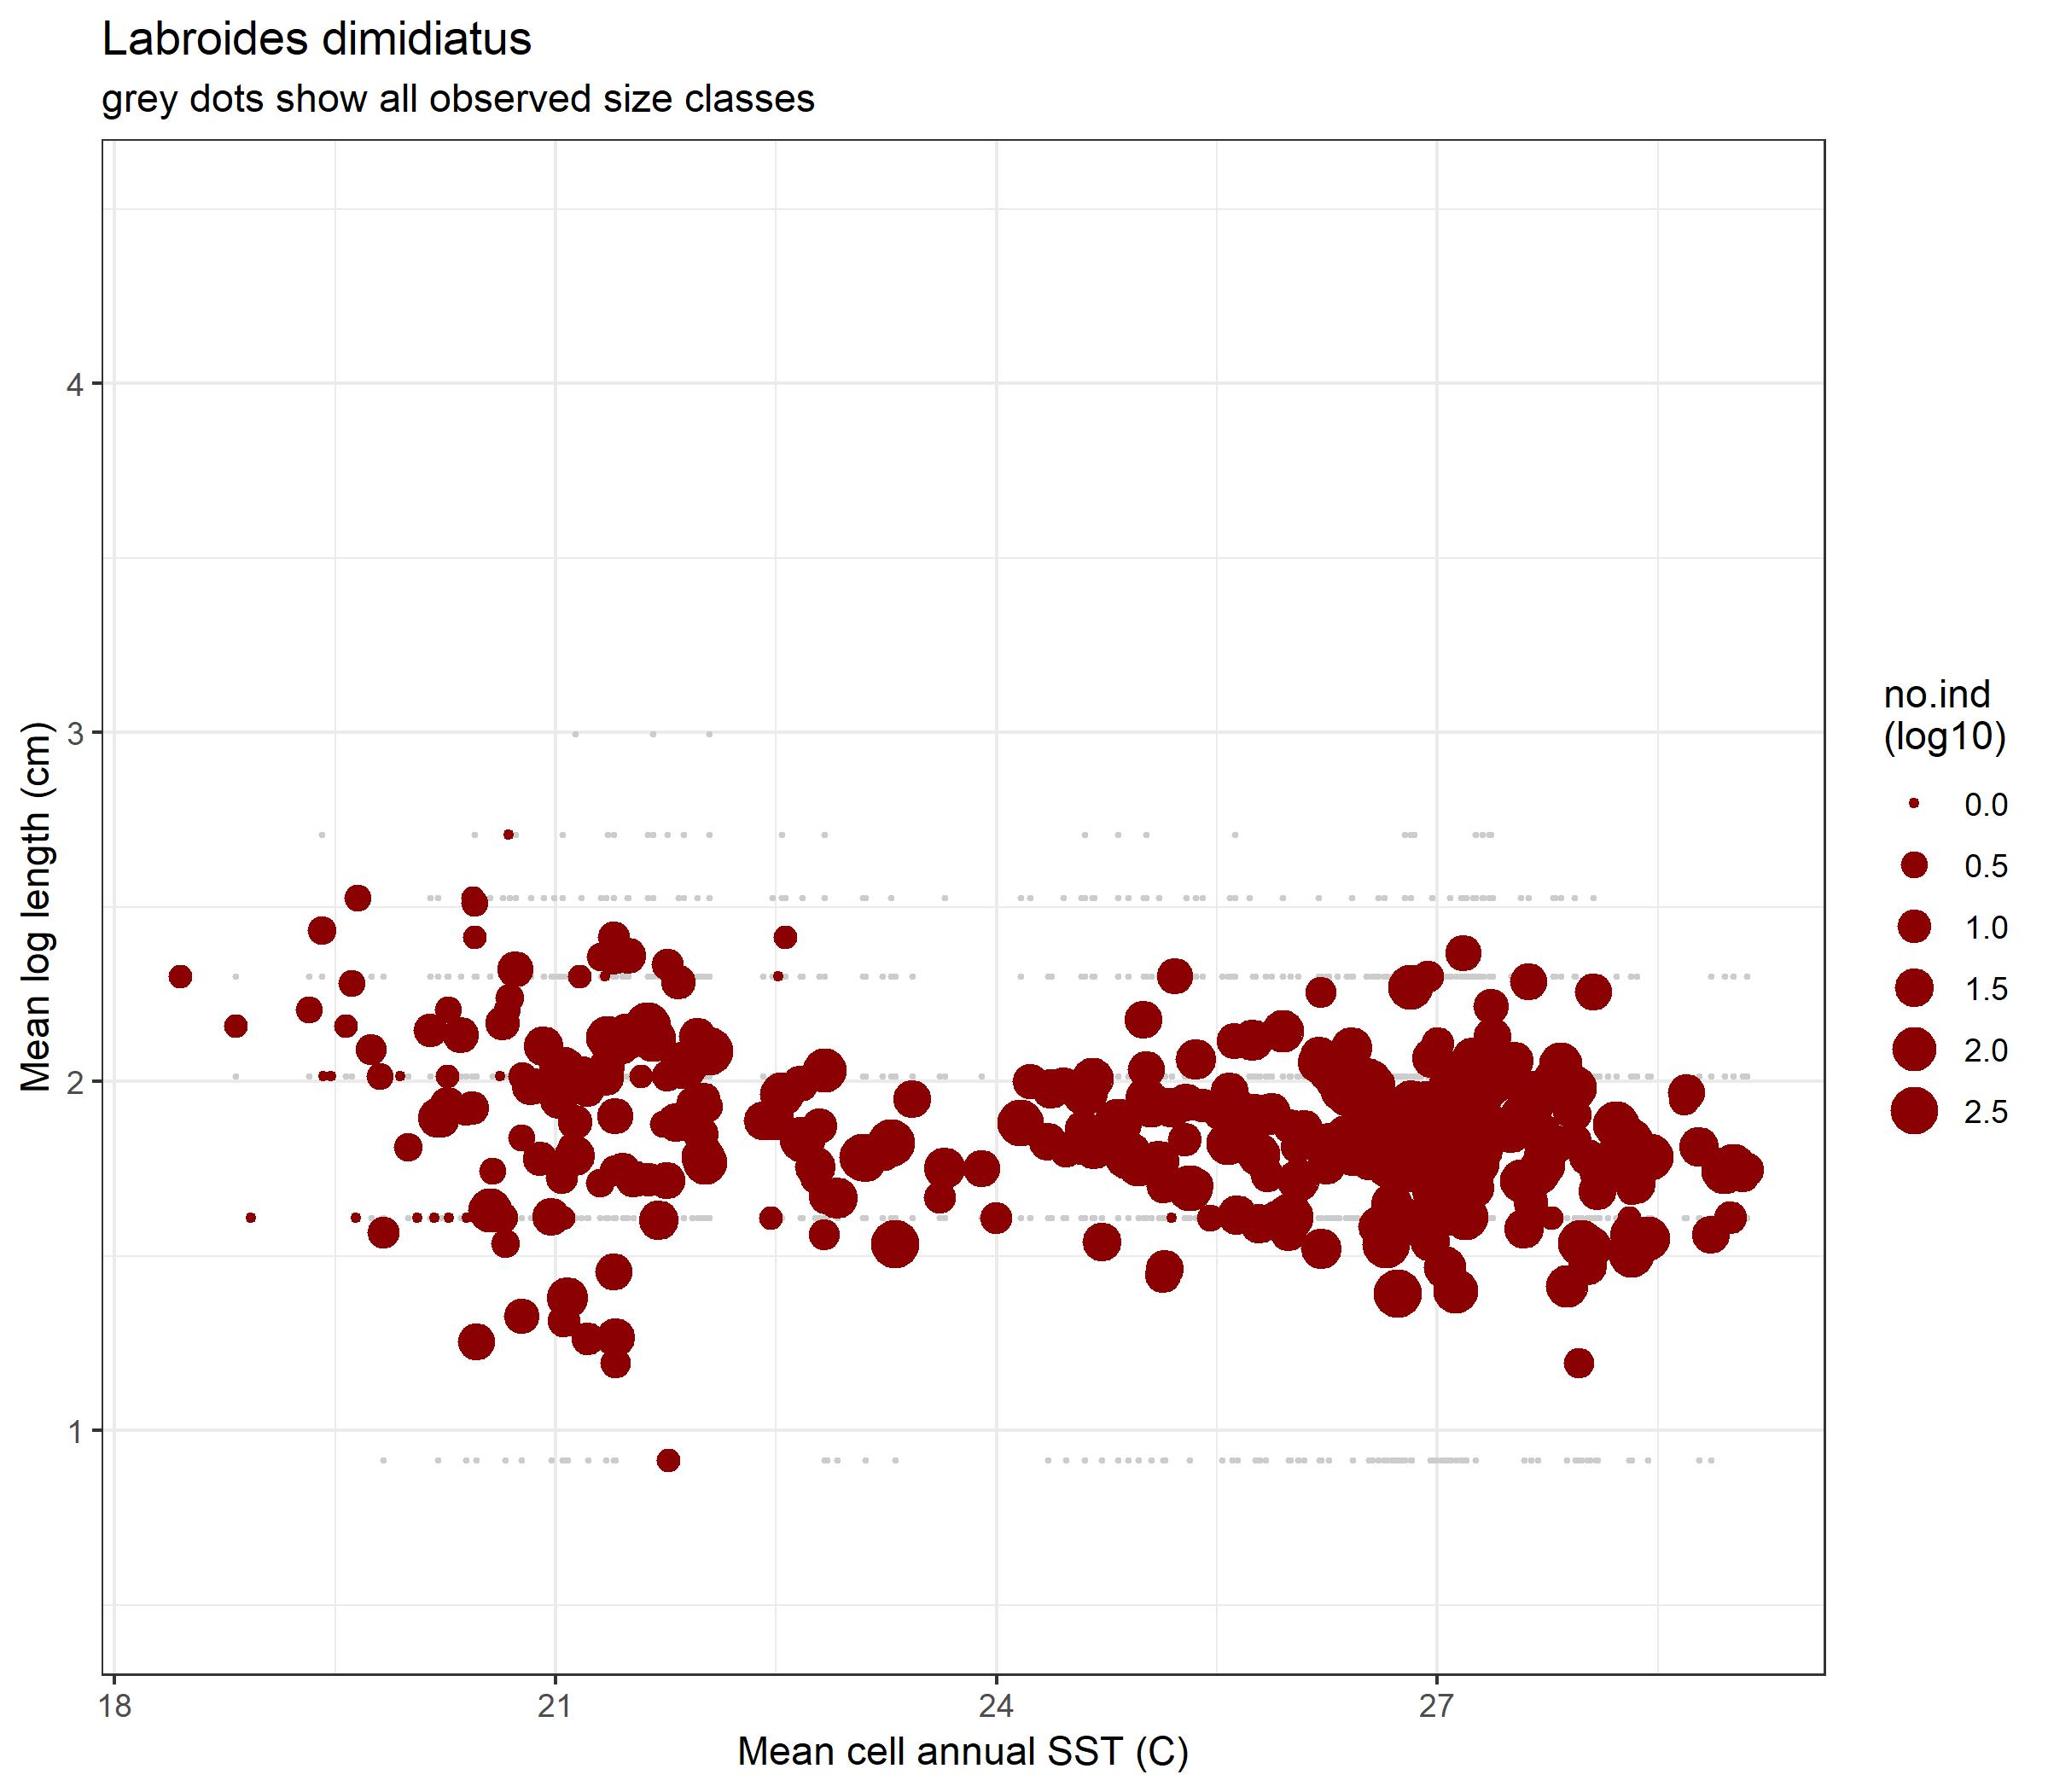 Labroides dimidiatus
grey dots show all observed size classes
Mean log length (cm)
4
3
2
1
18
21
24
27
Mean cell annual SST (C)
no.ind
(log10)
0.0
0.5
1.0
1.5
2.0
2.5